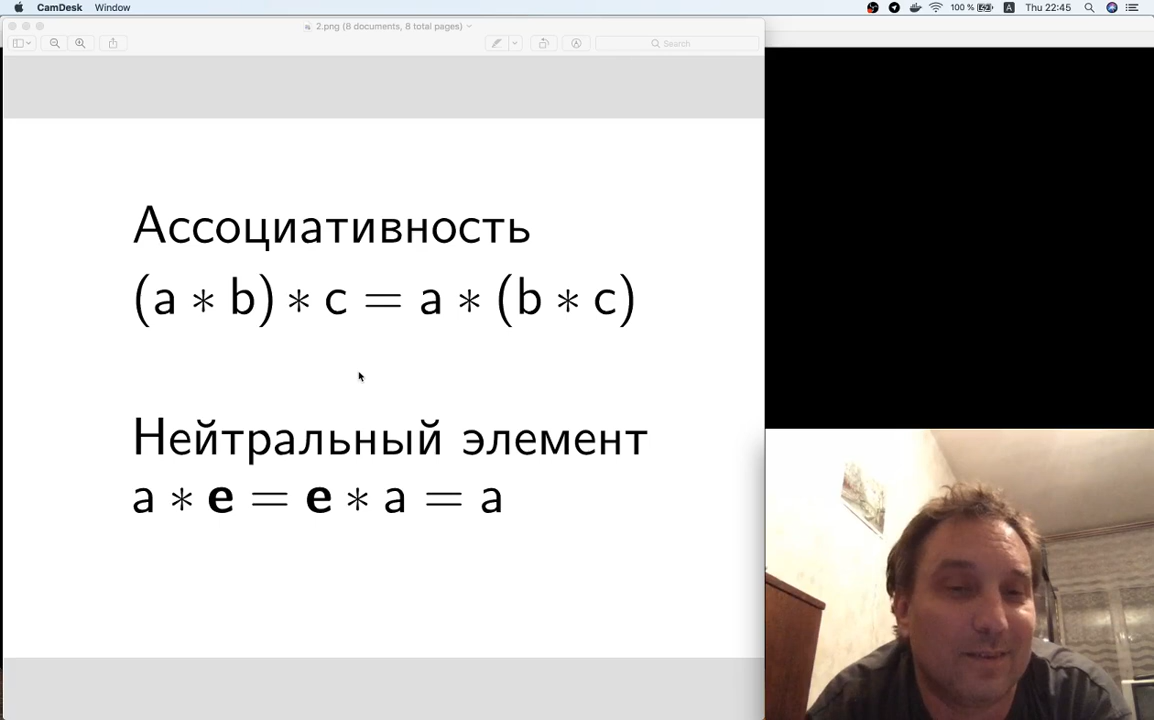 CamDesk Window 100 % A Thu 22:45
2.png (8 documents, 8 total pages)
Search
Ассоциативность
(a ∗ b) ∗ c = a ∗ (b ∗ c)
Нейтральный элемент
a ∗ e = e ∗ a = a